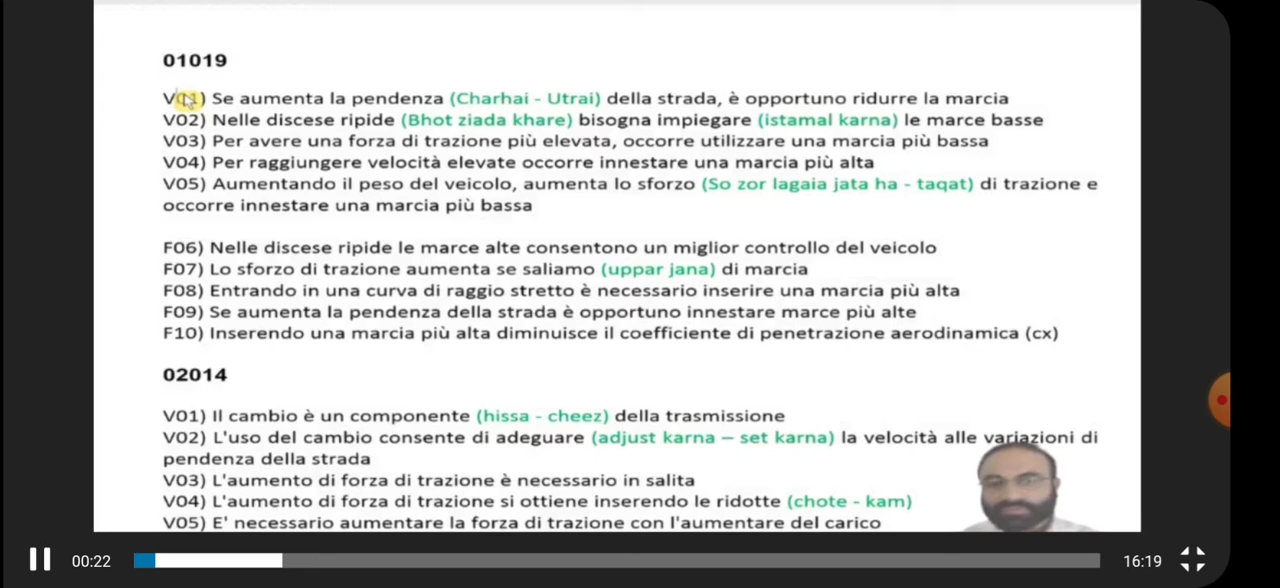 01019
V01) Se aumenta la pendenza (Charhai - Utrai) della strada, è opportuno ridurre la marcia
V02) Nelle discese ripide (Bhot ziada khare) bisogna impiegare (istamal karna) le marce basse
V03) Per avere una forza di trazione più elevata, occorre utilizzare una marcia più bassa
V04) Per raggiungere velocità elevate occorre innestare una marcia più alta
V05) Aumentando il peso del veicolo, aumenta lo sforzo (So zor lagaia jata ha - taqat) di trazione e
occorre innestare una marcia più bassa
F06) Nelle discese ripide le marce alte consentono un miglior controllo del veicolo
F07) Lo sforzo di trazione aumenta se saliamo (uppar jana) di marcia
F08) Entrando in una curva di raggio stretto è necessario inserire una marcia più alta
F09) Se aumenta la pendenza della strada è opportuno innestare marce più alte
F10) Inserendo una marcia più alta diminuisce il coefficiente di penetrazione aerodinamica (cx)
02014
V01) Il cambio è un componente (hissa - cheez) della trasmissione
V02) L'uso del cambio consente di adeguare (adjust karna – set karna) la velocità alle variazioni di
pendenza della strada
V03) L'aumento di forza di trazione è necessario in salita
V04) L'aumento di forza di trazione si ottiene inserendo le ridotte (chote - kam)
V05) E' necessario aumentare la forza di trazione con l'aumentare del carico
00:22
16:19